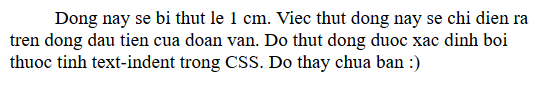 Dong nay se bi thut le 1 cm. Viec thut dong nay se chi dien ra
tren dong dau tien cua doan van. Do thut dong duoc xac dinh boi
thuoc tinh text-indent trong CSS. Do thay chua ban :)